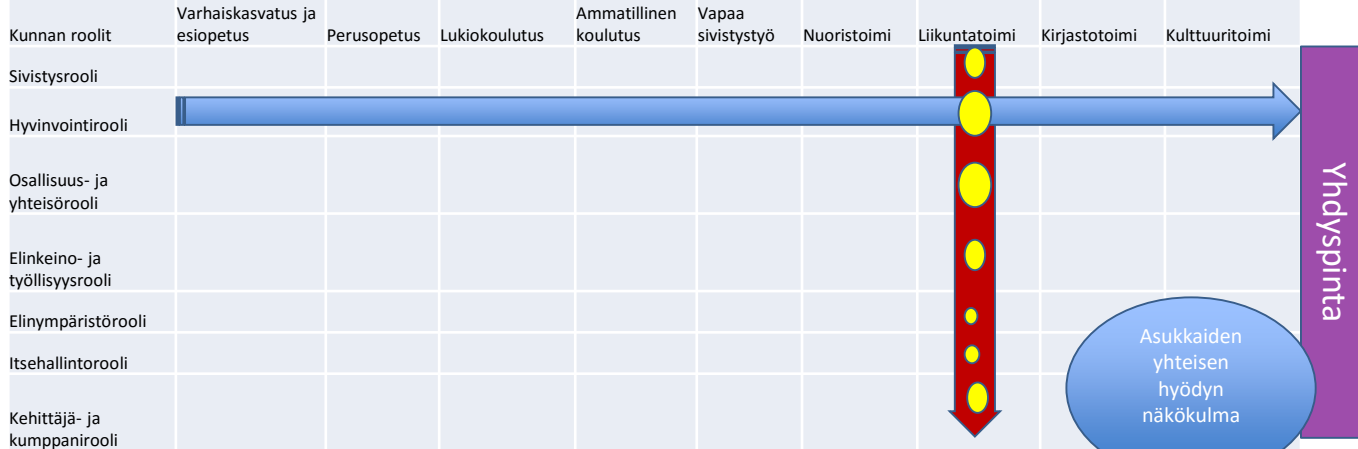 Kunnan roolit
Varhaiskasvatus ja
esiopetus
Perusopetus
Lukiokoulutus
Ammatillinen
koulutus
Vapaa
sivistystyö
Nuoristoimi
Liikuntatoimi
Kirjastotoimi
Kulttuuritoimi
Sivistysrooli
Hyvinvointirooli
Osallisuus- ja
yhteisörooli
Elinkeino- ja
työllisyysrooli
Elinympäristörooli
Itsehallintorooli
Kehittäjä- ja
kumppanirooli
Asukkaiden
yhteisen
hyödyn
näkökulma
Yhdyspinta